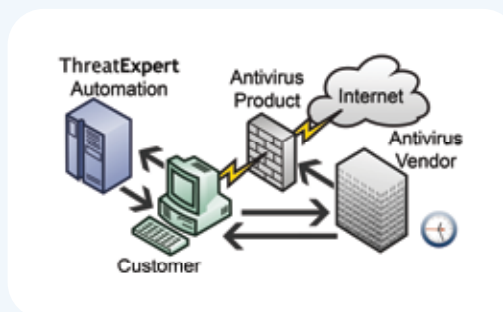 ThreatExpert
Automation
Antivirus
Product
Internet
Antivirus
Vendor
Customer